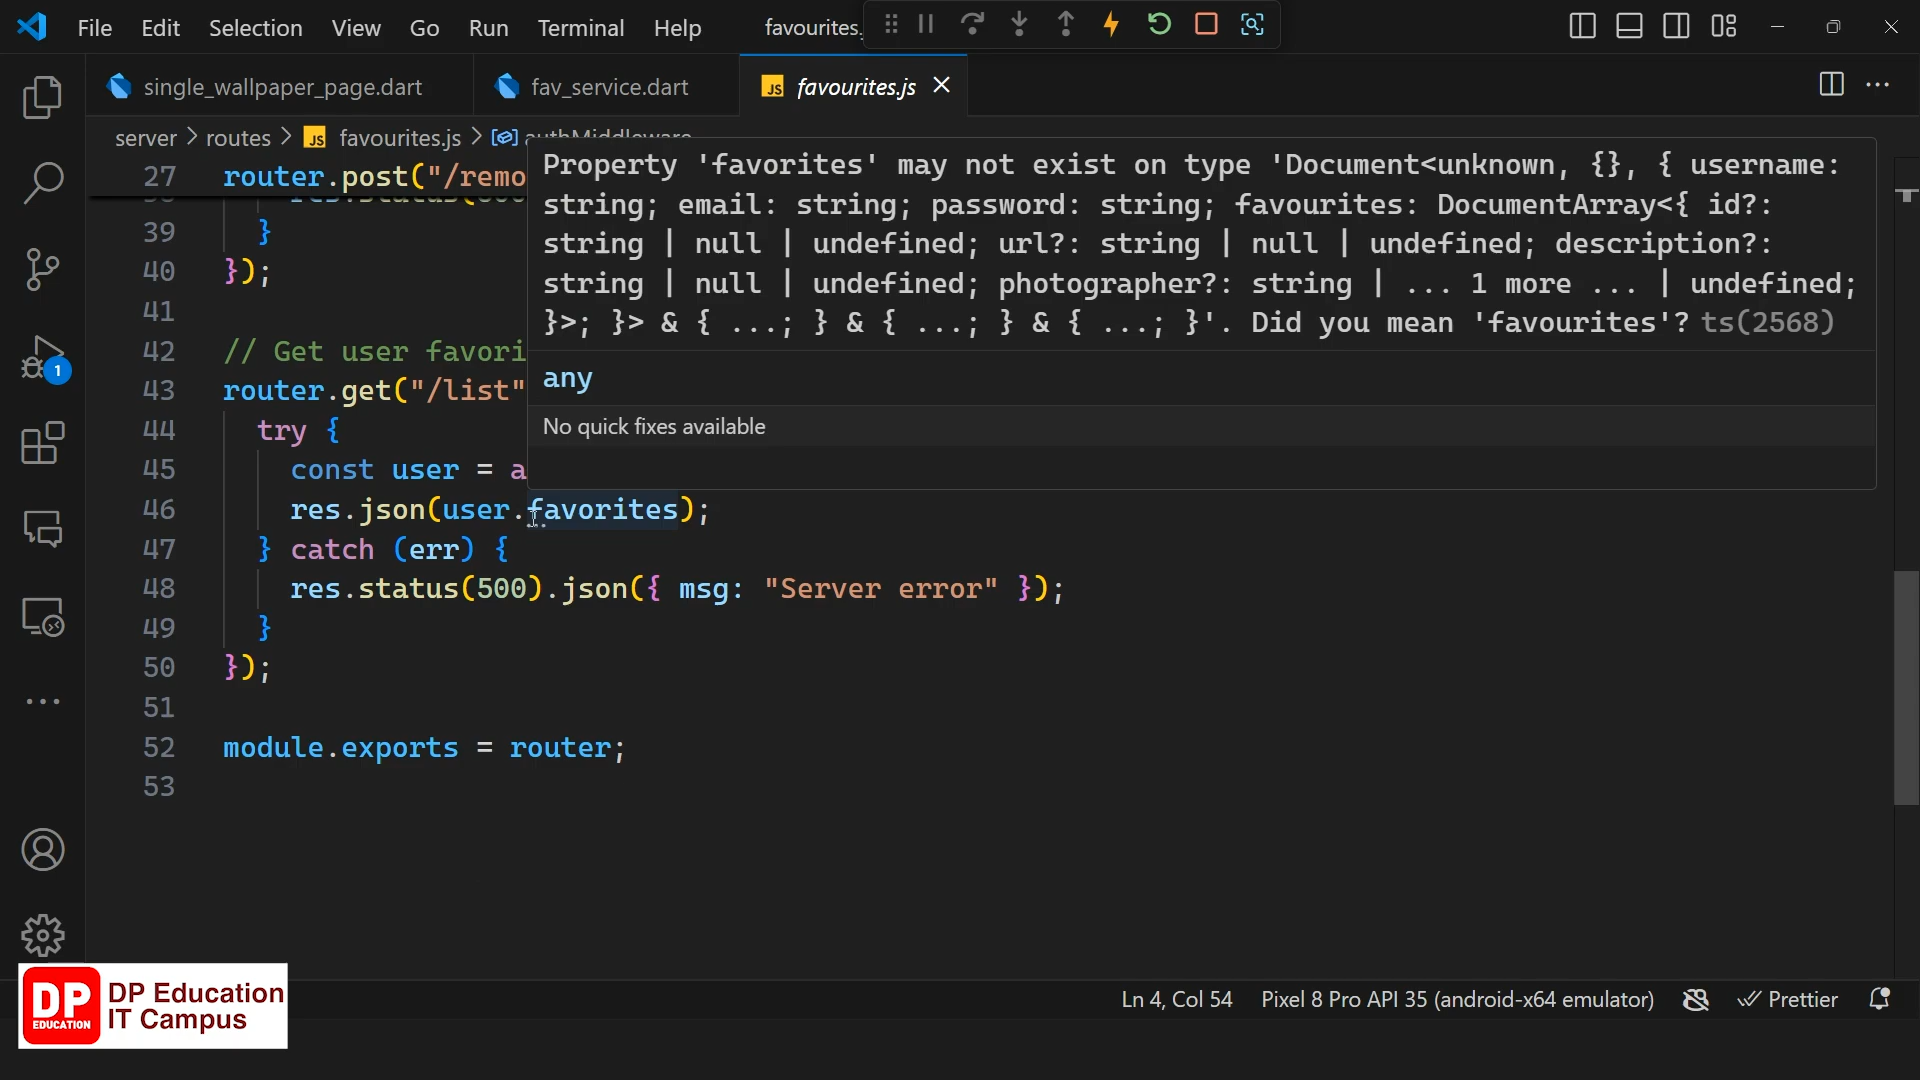 File Edit Selection View Go Run Terminal Help favourites.
single_wallpaper_page.dart fav_service.dart JS favourites.js
server > routes > JS favourites.js > authMiddleware
27 router.post("/remo
39 }
40 });
41
42 // Get user favori
43 router.get("/list"
44 try {
45 const user = a
46 res.json(user.favorites);
47 } catch (err) {
48 res.status(500).json({ msg: "Server error" });
49 }
50 });
51
52 module.exports = router;
53
Property 'favorites' may not exist on type 'Document<unknown, {}, { username:
string; email: string; password: string; favourites: DocumentArray<{ id?:
string | null | undefined; url?: string | null | undefined; description?:
string | null | undefined; photographer?: string | ... 1 more ... | undefined;
}>; }> & { ...; } & { ...; } & { ...; }'. Did you mean 'favourites'? ts(2568)
any
No quick fixes available
1
DP EDUCATION
DP Education
IT Campus
Ln 4, Col 54 Pixel 8 Pro API 35 (android-x64 emulator) Prettier